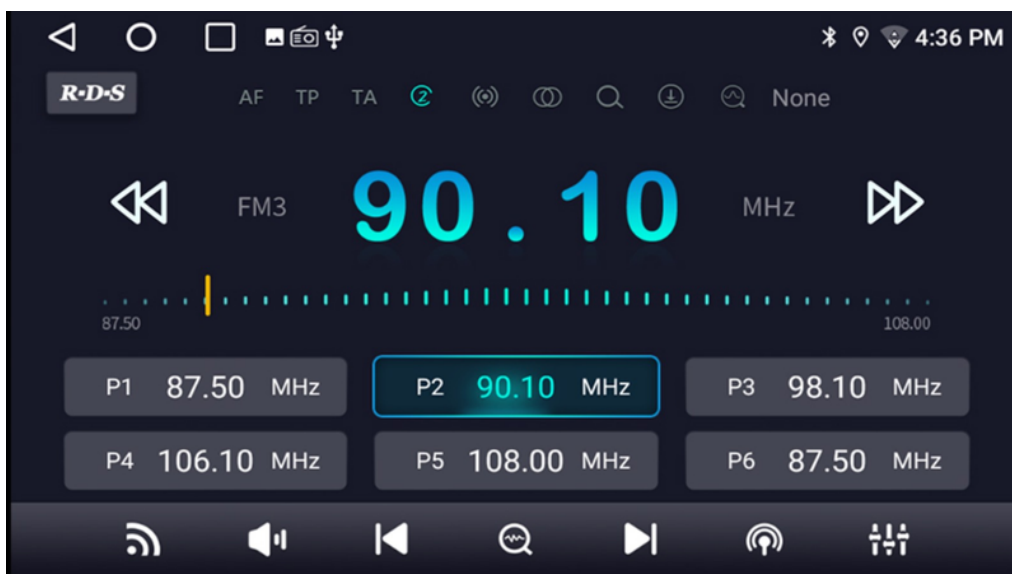 4:36 PM
R•D•S AF TP TA None
FM3 90.10 MHz
87.50 108.00
P1 87.50 MHz P2 90.10 MHz P3 98.10 MHz
P4 106.10 MHz P5 108.00 MHz P6 87.50 MHz